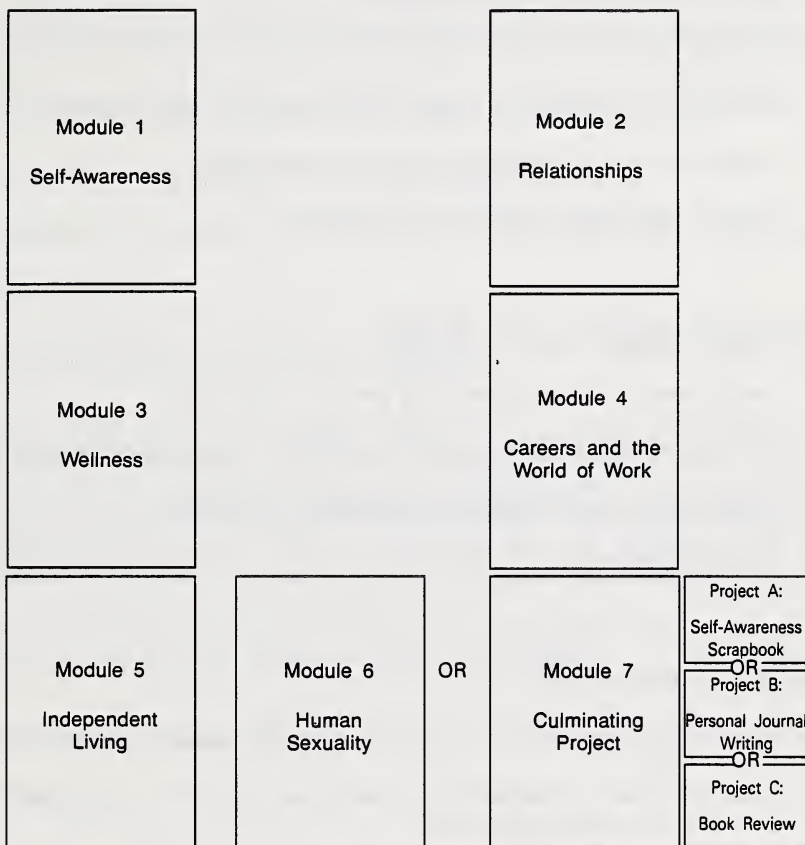 Module 1
Self-Awareness
Module 2
Relationships
Module 3
Wellness
Module 4
Careers and the
World of Work
Module 5
Independent
Living
Module 6
Human
Sexuality
OR
Module 7
Culminating
Project
Project A:
Self-Awareness
Scrapbook
OR
Project B:
Personal Journal
Writing
OR
Project C:
Book Review